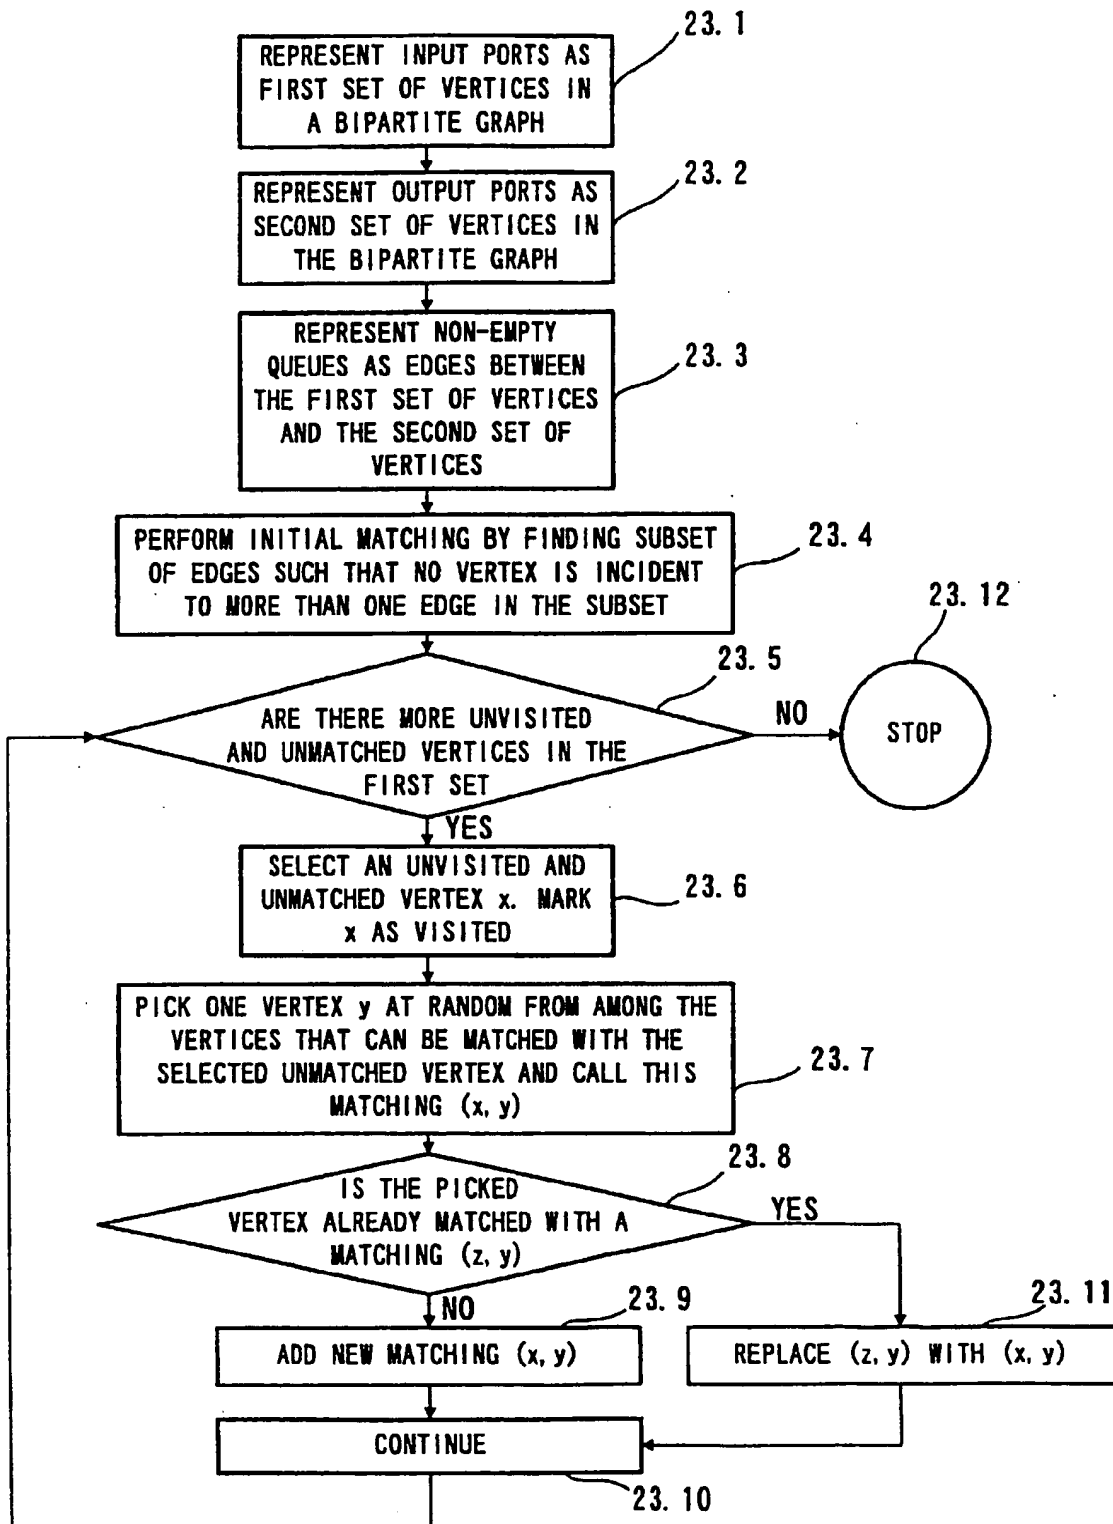 23.1
REPRESENT INPUT PORTS AS
FIRST SET OF VERTICES IN
A BIPARTITE GRAPH
23.2
REPRESENT OUTPUT PORTS AS
SECOND SET OF VERTICES IN
THE BIPARTITE GRAPH
23.3
REPRESENT NON-EMPTY
QUEUES AS EDGES BETWEEN
THE FIRST SET OF VERTICES
AND THE SECOND SET OF
VERTICES
23.4
PERFORM INITIAL MATCHING BY FINDING SUBSET
OF EDGES SUCH THAT NO VERTEX IS INCIDENT
TO MORE THAN ONE EDGE IN THE SUBSET
23.12
STOP
23.5
ARE THERE MORE UNVISITED
AND UNMATCHED VERTICES IN THE
FIRST SET
NO
YES
23.6
SELECT AN UNVISITED AND
UNMATCHED VERTEX x. MARK
x AS VISITED
23.7
PICK ONE VERTEX y AT RANDOM FROM AMONG THE
VERTICES THAT CAN BE MATCHED WITH THE
SELECTED UNMATCHED VERTEX AND CALL THIS
MATCHING (x, y)
23.8
IS THE PICKED
VERTEX ALREADY MATCHED WITH A
MATCHING (z, y)
YES
NO
23.9
ADD NEW MATCHING (x, y)
23.11
REPLACE (z, y) WITH (x, y)
CONTINUE
23.10